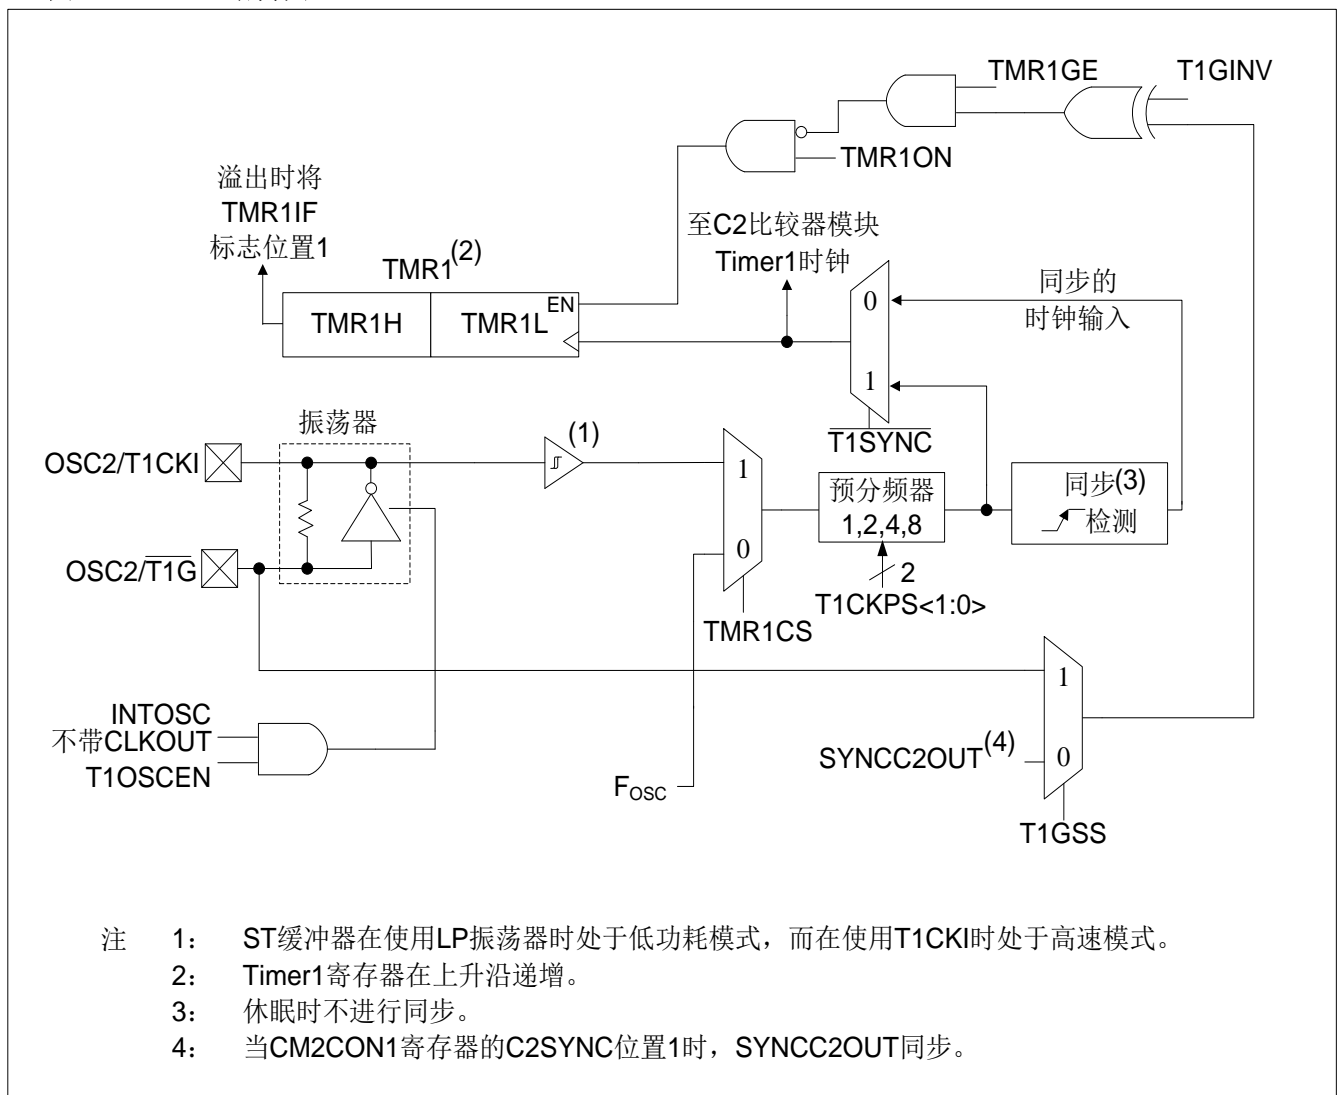 TMR1GE
T1GINV
TMR1ON
溢出时将
TMR1IF
标志位置1
至C2比较器模块
Timer1时钟
TMR1(2)
EN
TMR1H
TMR1L
0
1
同步的
时钟输入
T1SYNC
振荡器
OSC2/T1CKI
(1)
1
0
预分频器
1,2,4,8
同步(3)
检测
OSC2/T1G
2
T1CKPS<1:0>
TMR1CS
INTOSC
不带CLKOUT
T1OSCEN
FOSC
SYNCC2OUT(4)
1
0
T1GSS
注 1: ST缓冲器在使用LP振荡器时处于低功耗模式，而在使用T1CKI时处于高速模式。
2: Timer1寄存器在上升沿递增。
3: 休眠时不进行同步。
4: 当CM2CON1寄存器的C2SYNC位置1时，SYNCC2OUT同步。